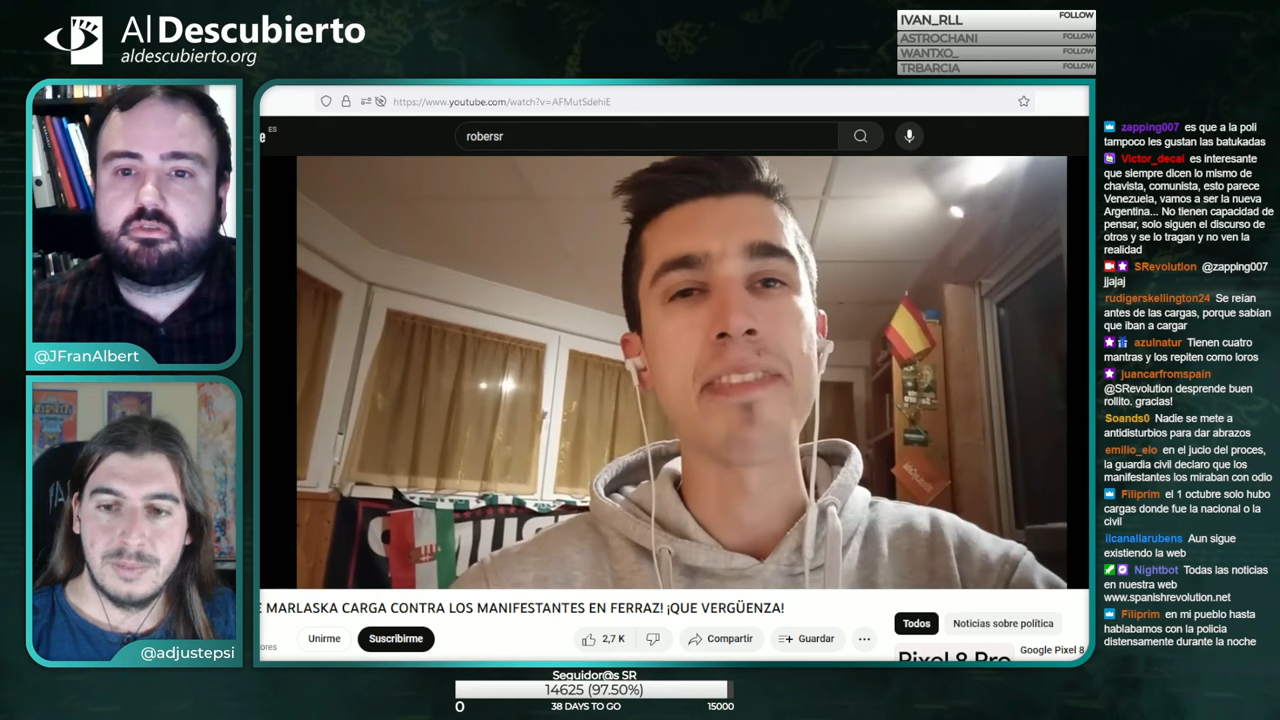 Al Descubierto
aldescubierto.org
IVAN_RLL FOLLOW
ASTROCHANI FOLLOW
WANTXO_ FOLLOW
TRBARCIA FOLLOW
@JFranAlbert
@adjustepsi
https://www.youtube.com/watch?v=AFMutSdehiE
ES
robersr
E MARLASKA CARGA CONTRA LOS MANIFESTANTES EN FERRAZ! ¡QUE VERGÜENZA!
ores
Unirme
Suscribirme
2,7 K
Compartir
Guardar
Todos
Noticias sobre política
Pixel 8 Pro
Google Pixel 8
zapping007 es que a la poli
tampoco les gustan las batukadas
Victor_decal es interesante
que siempre dicen lo mismo de
chavista, comunista, esto parece
Venezuela, vamos a ser la nueva
Argentina... No tienen capacidad de
pensar, solo siguen el discurso de
otros y se lo tragan y no ven la
realidad
SRevolution @zapping007
jjajaj
rudigerskellington24 Se reían
antes de las cargas, porque sabían
que iban a cargar
azulnatur Tienen cuatro
mantras y los repiten como loros
juancarfromspain
@SRevolution desprende buen
rollito. gracias!
Soands0 Nadie se mete a
antidisturbios para dar abrazos
emilio_elo en el jucio del proces,
la guardia civil declaro que los
manifestantes los miraban con odio
Filiprim el 1 octubre solo hubo
cargas donde fue la nacional o la
civil
ilcanallarubens Aun sigue
existiendo la web
Nightbot Todas las noticias
en nuestra web
www.spanishrevolution.net
Filiprim en mi pueblo hasta
hablabamos con la policia
distensamente durante la noche
Seguidor@s SR
14625 (97.50%)
0 38 DAYS TO GO 15000